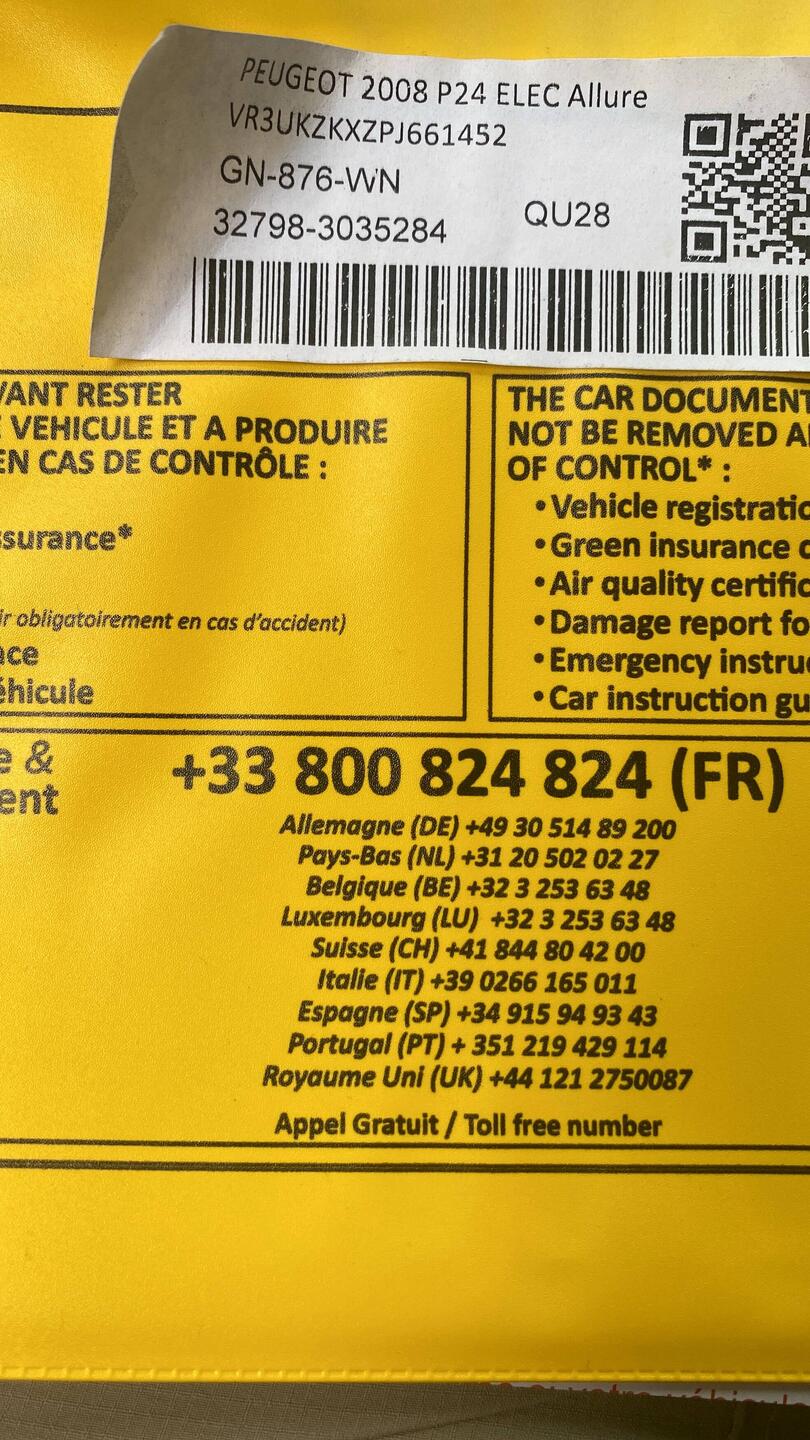 PEUGEOT 2008 P24 ELEC Allure
VR3UKZKXZPJ661452
GN-876-WN
32798-3035284
QU28
VANT RESTER
VEHICULE ET A PRODUIRE
EN CAS DE CONTRÔLE :
surance*
ir obligatoirement en cas d'accident)
nce
éhicule
THE CAR DOCUMENT
NOT BE REMOVED A
OF CONTROL* :
•Vehicle registratio
•Green insurance c
•Air quality certific
•Damage report fo
•Emergency instru
•Car instruction gu
e &
ent
+33 800 824 824 (FR)
Allemagne (DE) +49 30 514 89 200
Pays-Bas (NL) +31 20 502 02 27
Belgique (BE) +32 3 253 63 48
Luxembourg (LU) +32 3 253 63 48
Suisse (CH) +41 844 80 42 00
Italie (IT) +39 0266 165 011
Espagne (SP) +34 915 94 93 43
Portugal (PT) + 351 219 429 114
Royaume Uni (UK) +44 121 2750087
Appel Gratuit / Toll free number